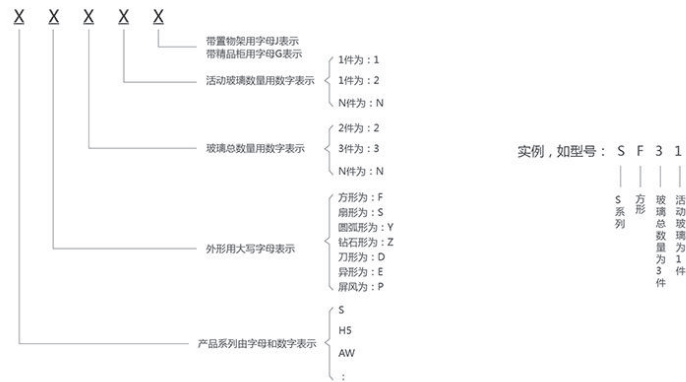 X X X X X
带置物架用字母J表示
带精品柜用字母G表示
活动玻璃数量用数字表示
1件为：1
1件为：2
N件为：N
玻璃总数量用数字表示
2件为：2
3件为：3
N件为：N
外形用大写字母表示
方形为：F
扇形为：S
圆弧形为：Y
钻石形为：Z
刀形为：D
异形为：E
屏风为：P
产品系列由字母和数字表示
S
H5
AW
：
实例，如型号： S F 3 1
S系列
方形
玻璃总数量为3件
活动玻璃为1件